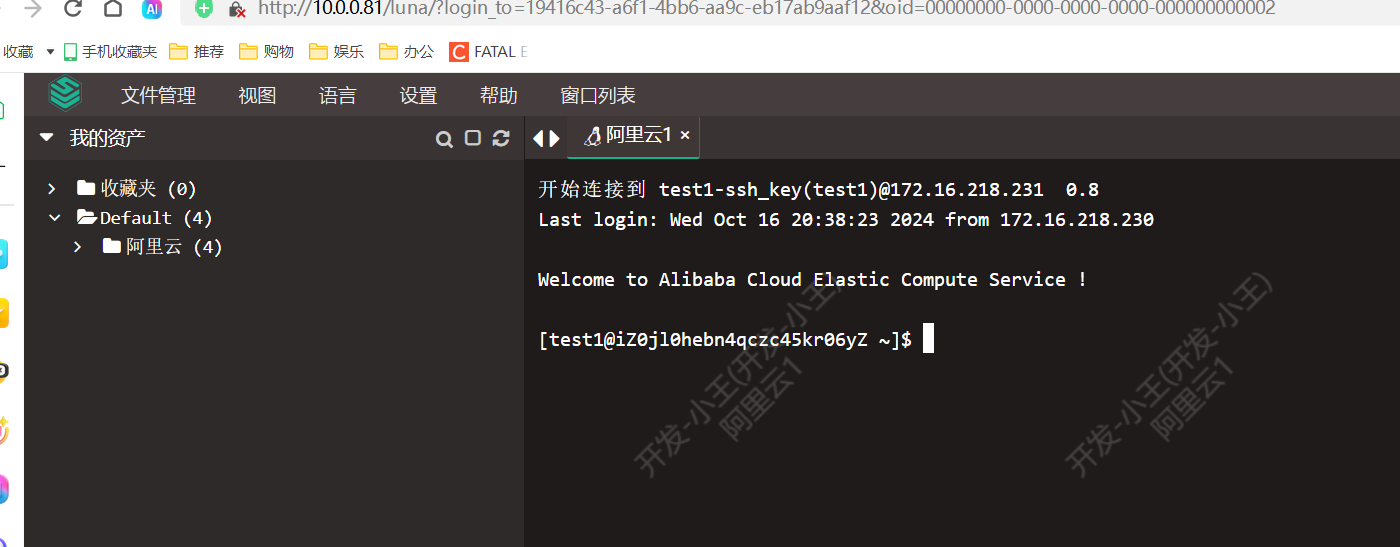 http://10.0.0.81/luna/?login_to=19416c43-a6f1-4bb6-aa9c-eb17ab9aaf12&oid=00000000-0000-0000-0000-000000000002
收藏 手机收藏夹 推荐 购物 娱乐 办公 C FATAL E
文件管理 视图 语言 设置 帮助 窗口列表
我的资产
阿里云1 ×
收藏夹 (0)
Default (4)
阿里云 (4)
开始连接到 test1-ssh_key(test1)@172.16.218.231 0.8
Last login: Wed Oct 16 20:38:23 2024 from 172.16.218.230
Welcome to Alibaba Cloud Elastic Compute Service !
[test1@iZ0jl0hebn4qczc45kr06yZ ~]$
开发-小王(开发-小王)
阿里云1
开发-小王(开发-小王)
阿里云1
AI